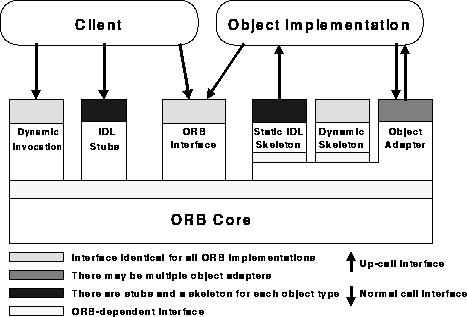 Client
Object Implementation
Dynamic
Invocation
IDL
Stubs
ORB
Interface
Static IDL
Skeleton
Dynamic
Skeleton
Object
Adapter
ORB Core
Interface identical for all ORB implementations
There may be multiple object adapters
There are stubs and a skeleton for each object type
ORB-dependent interface
Up-call interface
Normal call interface